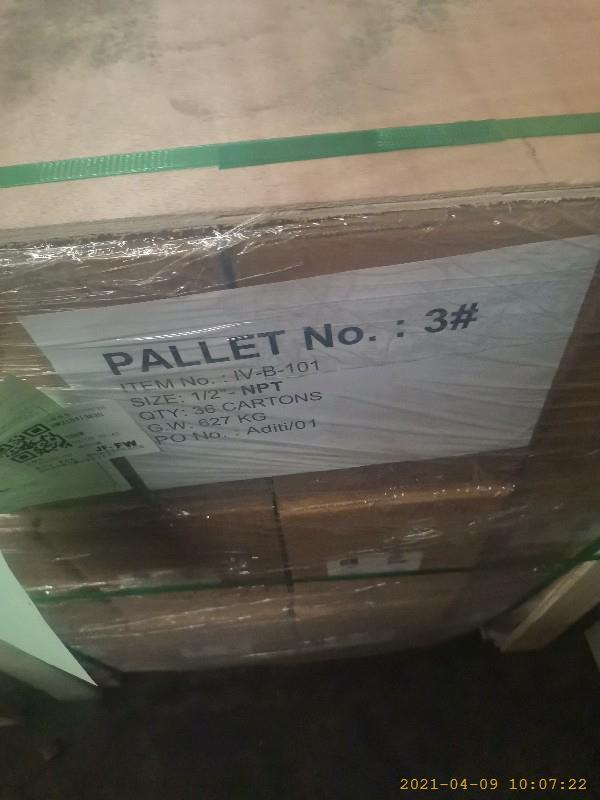 PALLET No. : 3#
ITEM No. : IV-B-101
SIZE: 1/2"- NPT
QTY: 36 CARTONS
G.W: 627 KG
PO No. : Aditi/01
2021-04-09 10:07:22